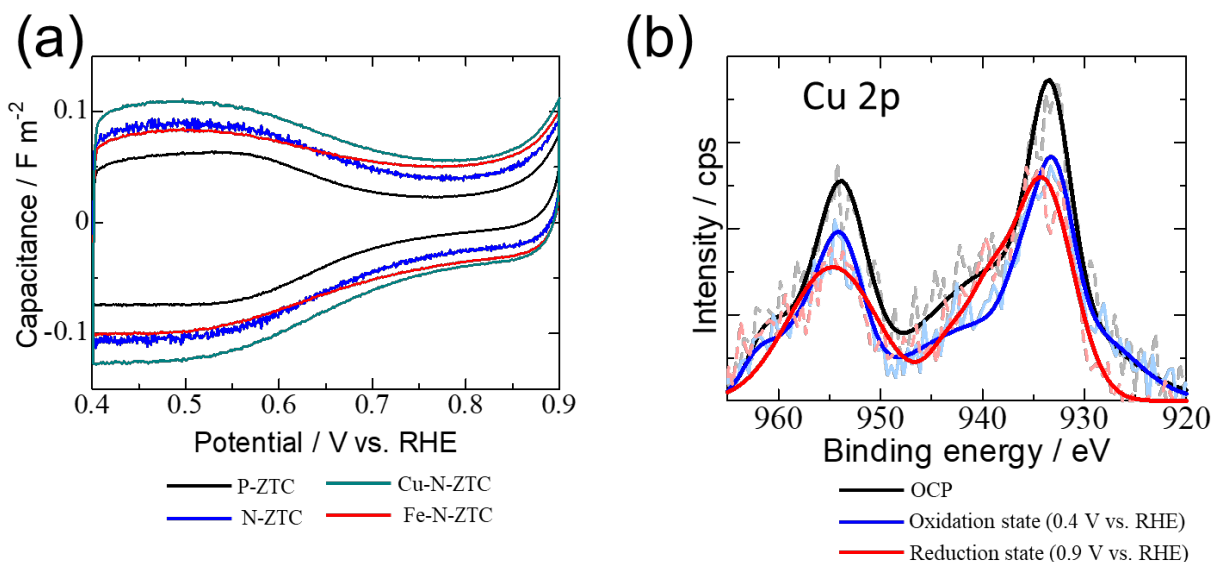 (a)
Capacitance / F m-2
0.1
0
-0.1
0.4 0.5 0.6 0.7 0.8 0.9
Potential / V vs. RHE
P-ZTC Cu-N-ZTC
N-ZTC Fe-N-ZTC
(b)
Cu 2p
Intensity / cps
960 950 940 930 920
Binding energy / eV
OCP
Oxidation state (0.4 V vs. RHE)
Reduction state (0.9 V vs. RHE)